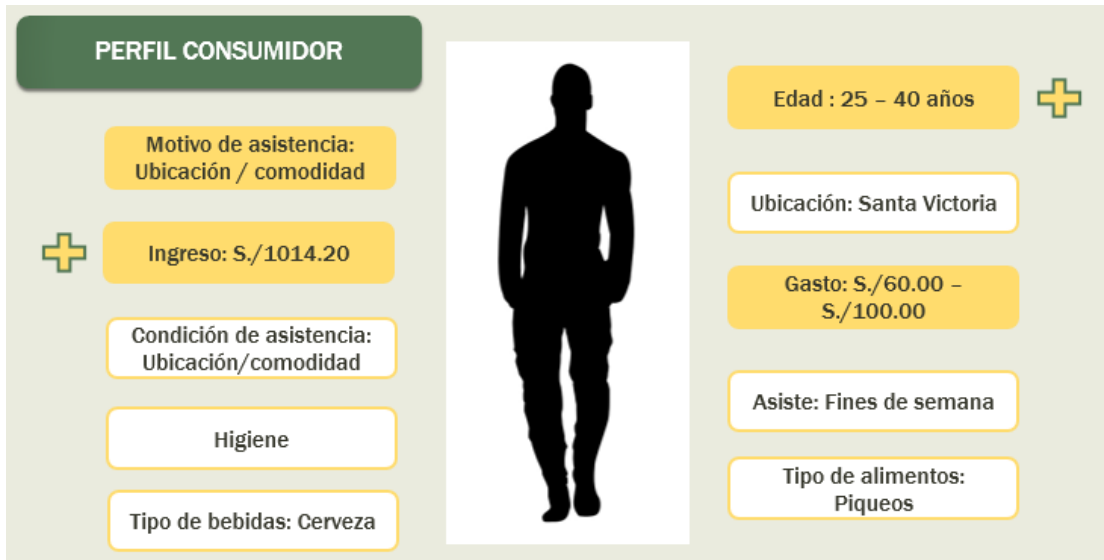 PERFIL CONSUMIDOR
Motivo de asistencia:
Ubicación / comodidad
Ingreso: S./1014.20
Condición de asistencia:
Ubicación/comodidad
Higiene
Tipo de bebidas: Cerveza
Edad : 25 – 40 años
Ubicación: Santa Victoria
Gasto: S./60.00 –
S./100.00
Asiste: Fines de semana
Tipo de alimentos:
Piqueos